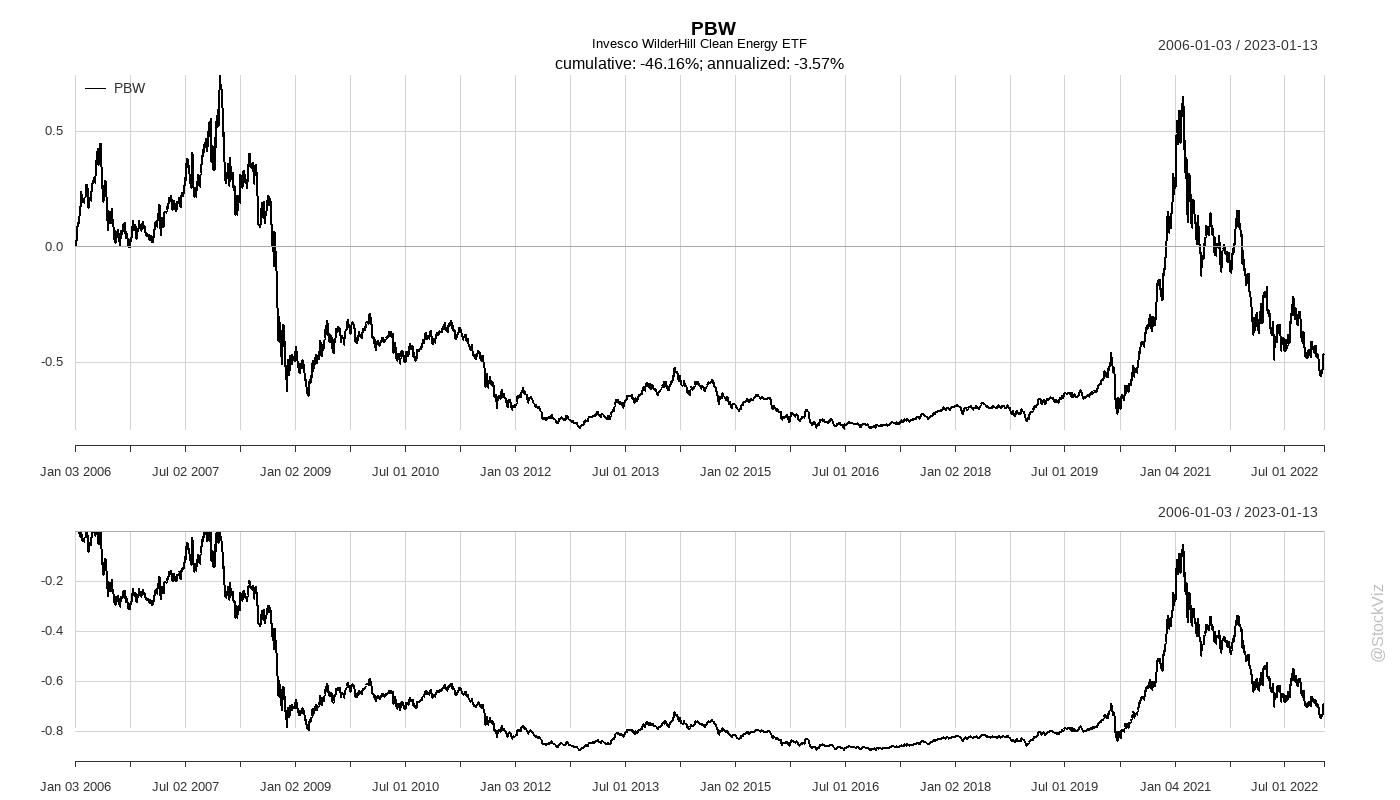 PBW
Invesco WilderHill Clean Energy ETF
2006-01-03 / 2023-01-13
cumulative: -46.16%; annualized: -3.57%
PBW
0.5
0.0
-0.5
Jan 03 2006 Jul 02 2007 Jan 02 2009 Jul 01 2010 Jan 03 2012 Jul 01 2013 Jan 02 2015 Jul 01 2016 Jan 02 2018 Jul 01 2019 Jan 04 2021 Jul 01 2022
2006-01-03 / 2023-01-13
-0.2
-0.4
-0.6
-0.8
Jan 03 2006 Jul 02 2007 Jan 02 2009 Jul 01 2010 Jan 03 2012 Jul 01 2013 Jan 02 2015 Jul 01 2016 Jan 02 2018 Jul 01 2019 Jan 04 2021 Jul 01 2022
@StockViz